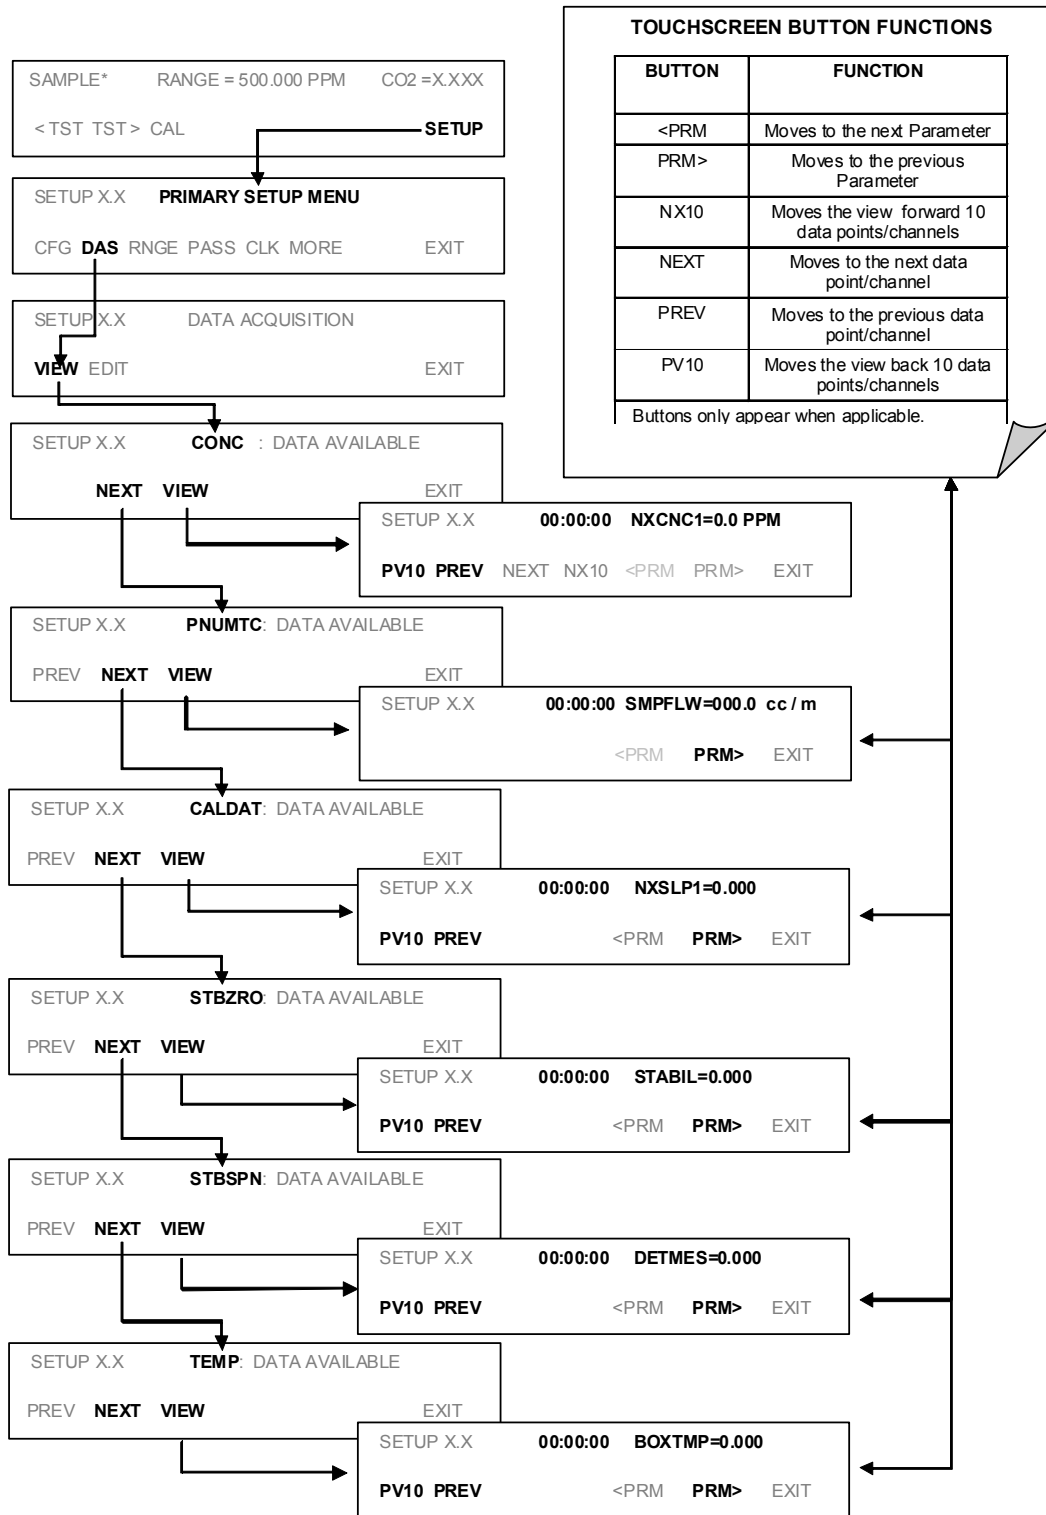 TOUCHSCREEN BUTTON FUNCTIONS
BUTTON FUNCTION
<PRM Moves to the next Parameter
PRM> Moves to the previous
Parameter
NX10 Moves the view forward 10
data points/channels
NEXT Moves to the next data
point/channel
PREV Moves to the previous data
point/channel
PV10 Moves the view back 10 data
points/channels
Buttons only appear when applicable.
SAMPLE* RANGE = 500.000 PPM CO2 =X.XXX
< TST TST > CAL SETUP
SETUP X.X PRIMARY SETUP MENU
CFG DAS RNGE PASS CLK MORE EXIT
SETUP X.X DATA ACQUISITION
VIEW EDIT EXIT
SETUP X.X CONC : DATA AVAILABLE
NEXT VIEW EXIT
SETUP X.X 00:00:00 NXCNC1=0.0 PPM
PV10 PREV NEXT NX10 <PRM PRM> EXIT
SETUP X.X PNUMTC: DATA AVAILABLE
PREV NEXT VIEW EXIT
SETUP X.X 00:00:00 SMPFLW=000.0 cc / m
<PRM PRM> EXIT
SETUP X.X CALDAT: DATA AVAILABLE
PREV NEXT VIEW EXIT
SETUP X.X 00:00:00 NXSLP1=0.000
PV10 PREV <PRM PRM> EXIT
SETUP X.X STBZRO: DATA AVAILABLE
PREV NEXT VIEW EXIT
SETUP X.X 00:00:00 STABIL=0.000
PV10 PREV <PRM PRM> EXIT
SETUP X.X STBSPN: DATA AVAILABLE
PREV NEXT VIEW EXIT
SETUP X.X 00:00:00 DETMES=0.000
PV10 PREV <PRM PRM> EXIT
SETUP X.X TEMP: DATA AVAILABLE
PREV NEXT VIEW EXIT
SETUP X.X 00:00:00 BOXTMP=0.000
PV10 PREV <PRM PRM> EXIT